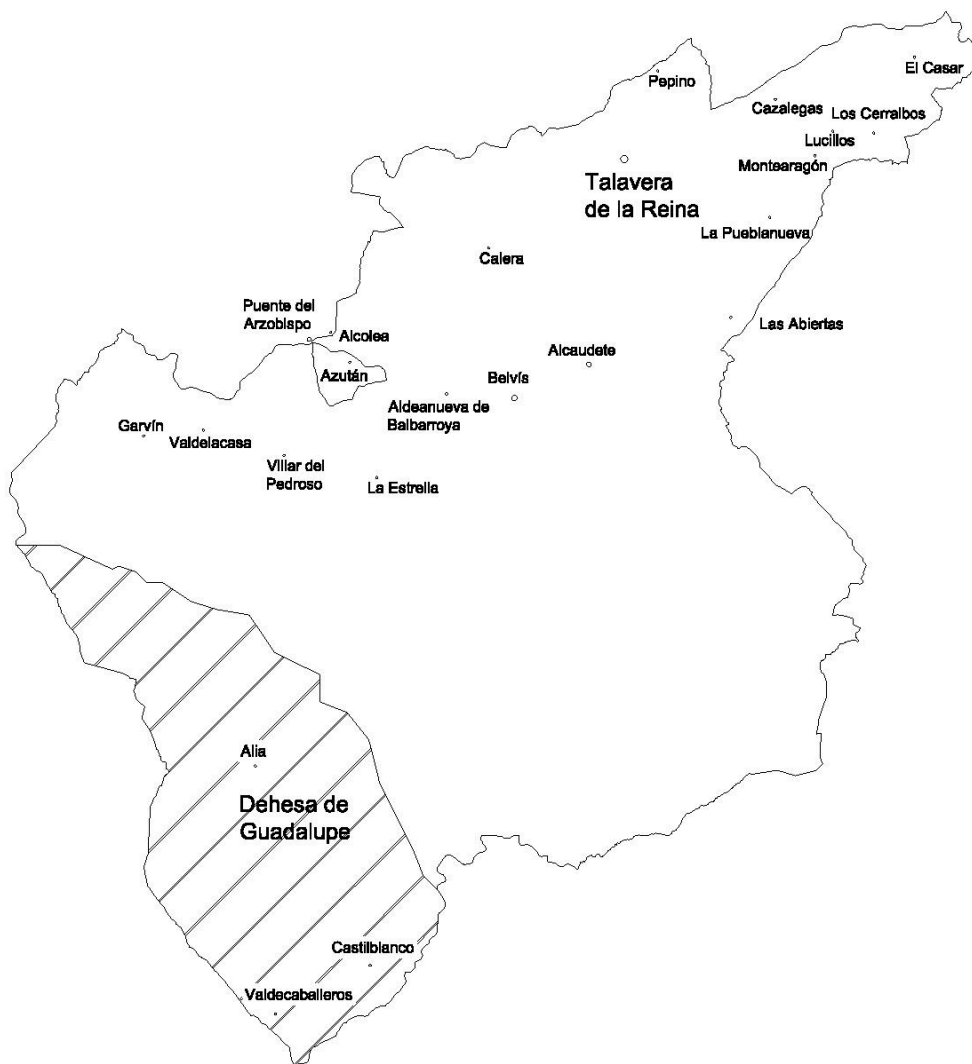 El Casar
Pepino
Cazalegas
Los Cerralbos
Lucillos
Montearagón
Talavera
de la Reina
La Pueblanueva
Calera
Puente del
Arzobispo
Alcolea
Las Abiertas
Alcaudete
Azután
Belvís
Aldeanueva de
Balbarroya
Garvín
Valdelacasa
Villar del
Pedroso
La Estrella
Alia
Dehesa de
Guadalupe
Castilblanco
Valdecaballeros